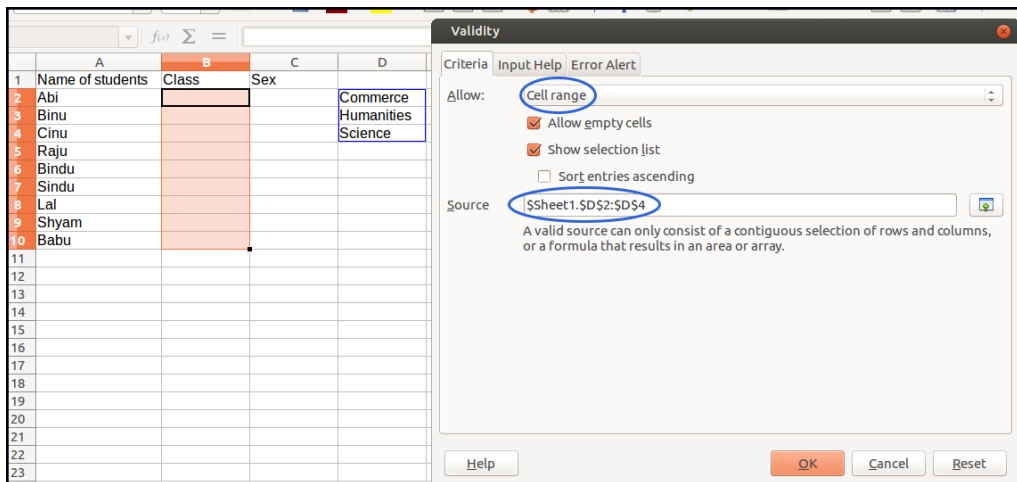 f(x) Σ =
A B C D
1 Name of students Class Sex
2 Abi Commerce
3 Binu Humanities
4 Cinu Science
5 Raju
6 Bindu
7 Sindu
8 Lal
9 Shyam
10 Babu
11
12
13
14
15
16
17
18
19
20
21
22
23
Validity
Criteria Input Help Error Alert
Allow: Cell range
Allow empty cells
Show selection list
Sort entries ascending
Source $Sheet1.$D$2:$D$4
A valid source can only consist of a contiguous selection of rows and columns,
or a formula that results in an area or array.
Help OK Cancel Reset